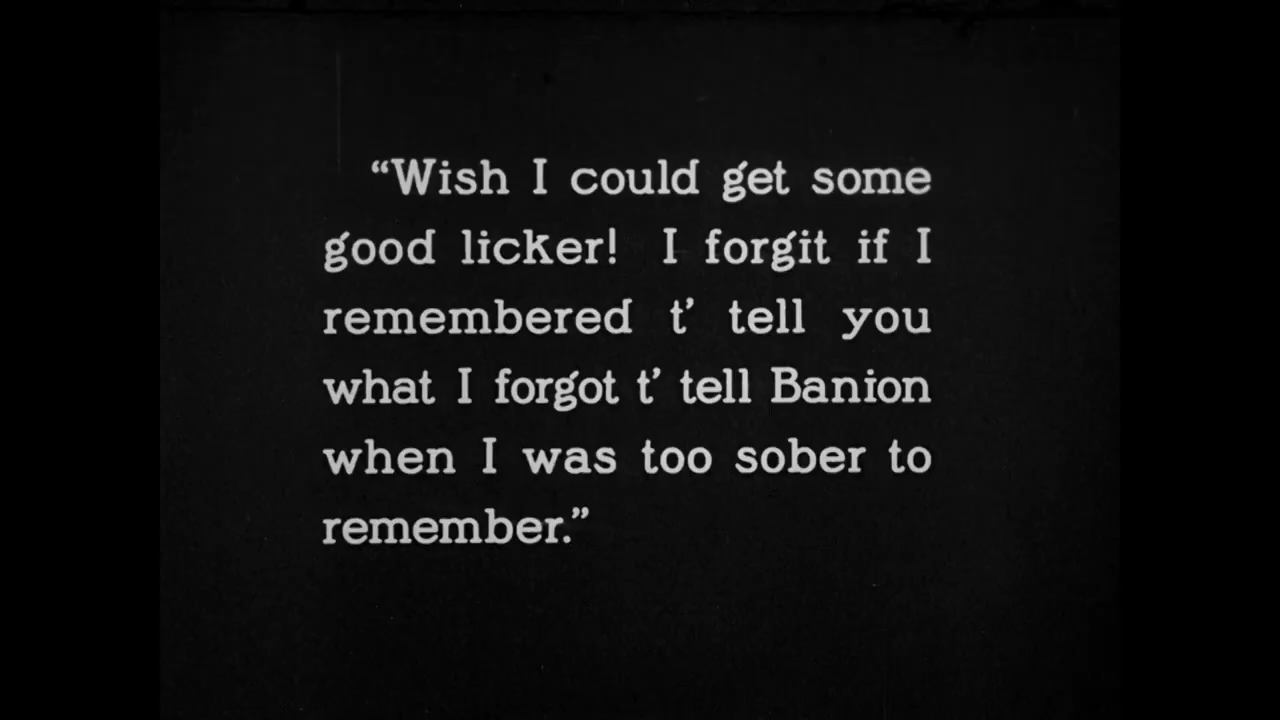 “Wish I could get some
good licker! I forgit if I
remembered t’ tell you
what I forgot t’ tell Banion
when I was too sober to
remember.”